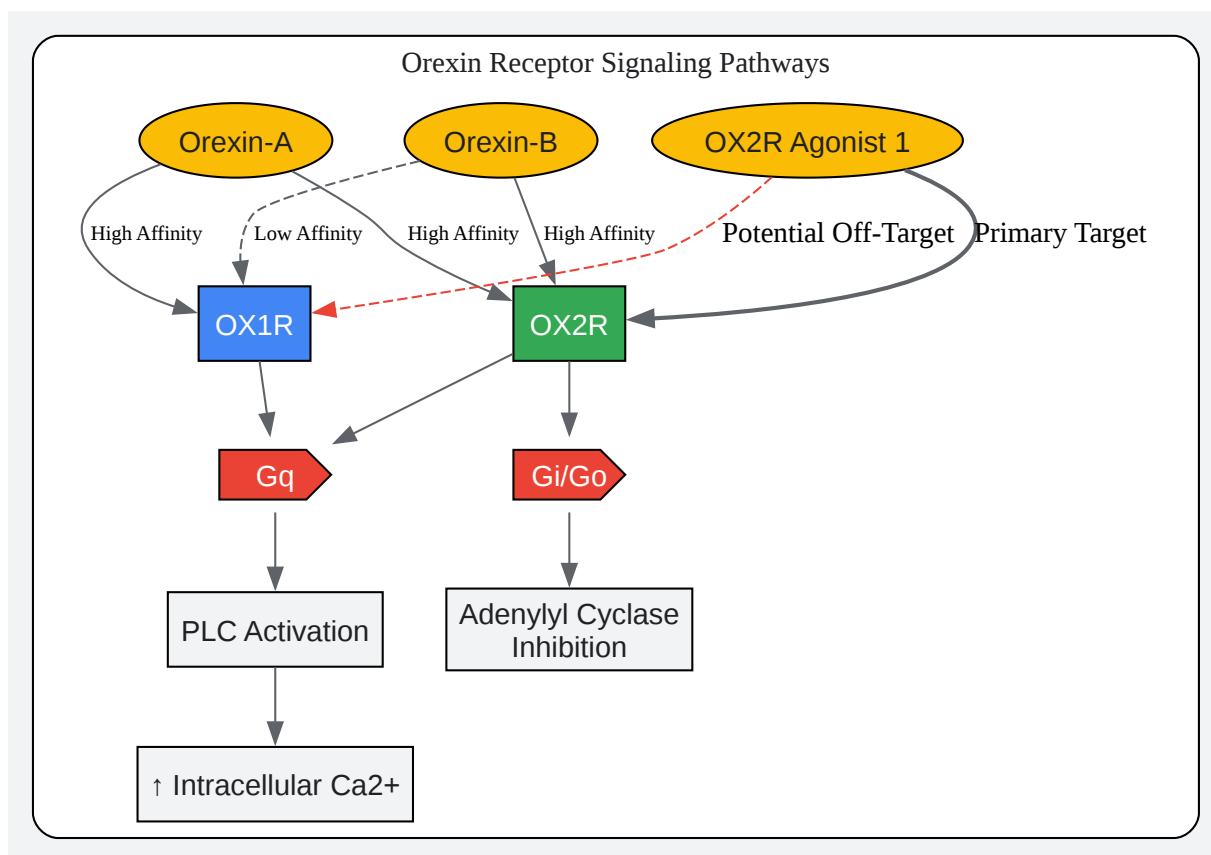 Orexin Receptor Signaling Pathways
Orexin-A
Orexin-B
OX2R Agonist 1
High Affinity
Low Affinity
High Affinity
High Affinity
Potential Off-Target
Primary Target
OX1R
OX2R
Gq
Gi/Go
PLC Activation
Adenylyl Cyclase
Inhibition
↑ Intracellular Ca2+